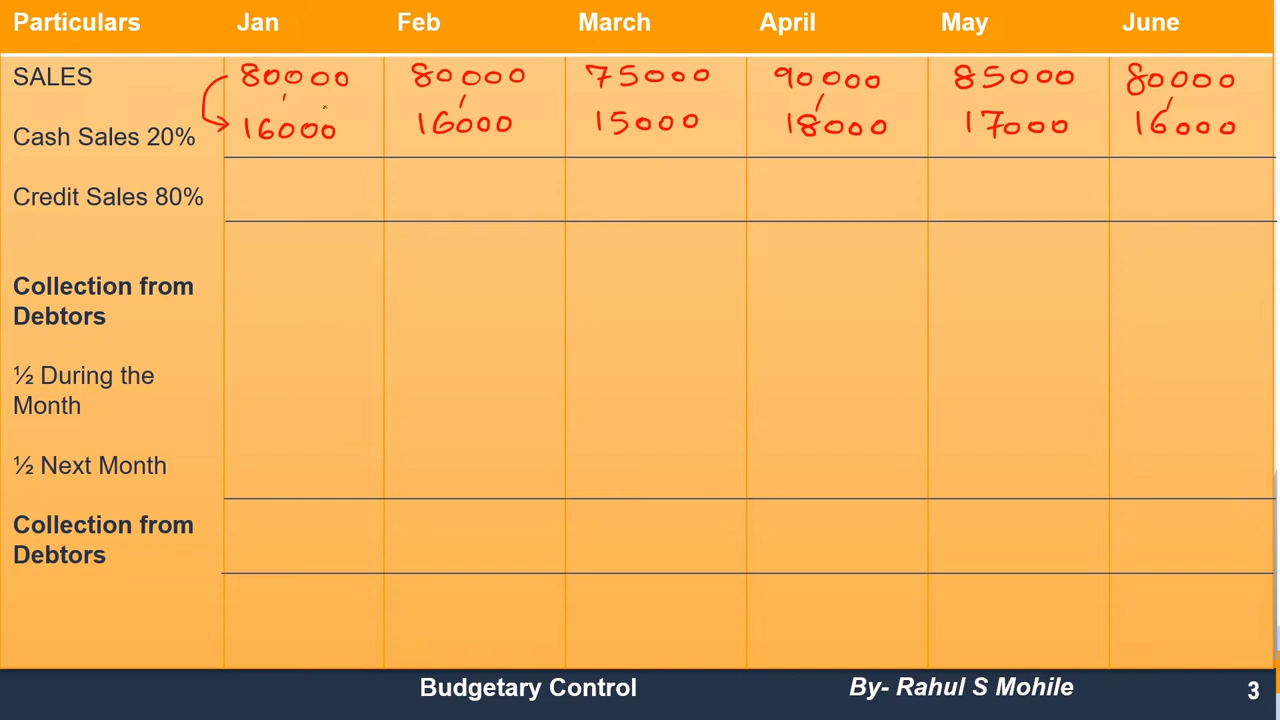 Particulars Jan Feb March April May June
SALES 80000 80000 75000 90000 85000 80000
Cash Sales 20% 16000 16000 15000 18000 17000 16000
Credit Sales 80%
Collection from
Debtors
½ During the
Month
½ Next Month
Collection from
Debtors
Budgetary Control By- Rahul S Mohile 3